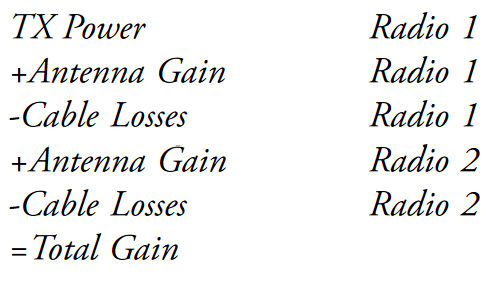 TX Power Radio 1
+Antenna Gain Radio 1
-Cable Losses Radio 1
+Antenna Gain Radio 2
-Cable Losses Radio 2
=Total Gain